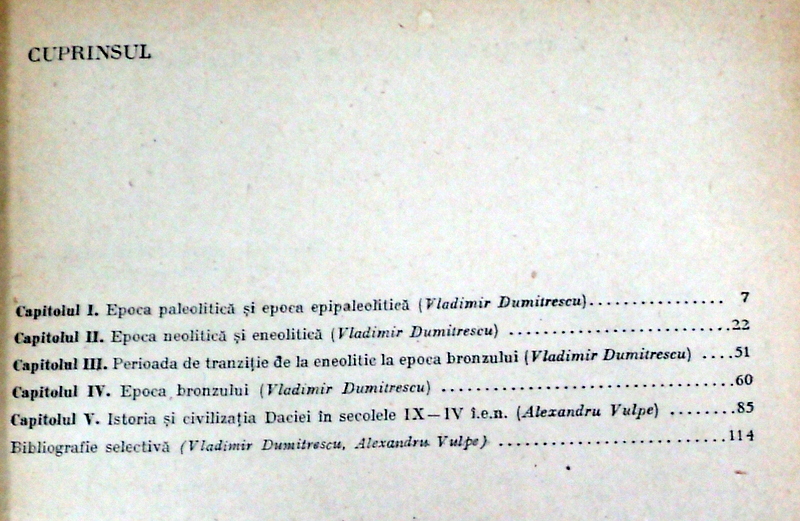 CUPRINSUL
Capitolul I. Epoca paleolitică și epoca epipaleolitică (Vladimir Dumitrescu)................ 7
Capitolul II. Epoca neolitică și eneolitică (Vladimir Dumitrescu) .........................22
Capitolul III. Perioada de tranziție de la eneolitic la epoca bronzului (Vladimir Dumitrescu) ....51
Capitolul IV. Epoca bronzului (Vladimir Dumitrescu) .................................60
Capitolul V. Istoria și civilizația Daciei în secolele IX—IV î.e.n. (Alexandru Vulpe) ........85
Bibliografie selectivă (Vladimir Dumitrescu, Alexandru Vulpe) ..........................114